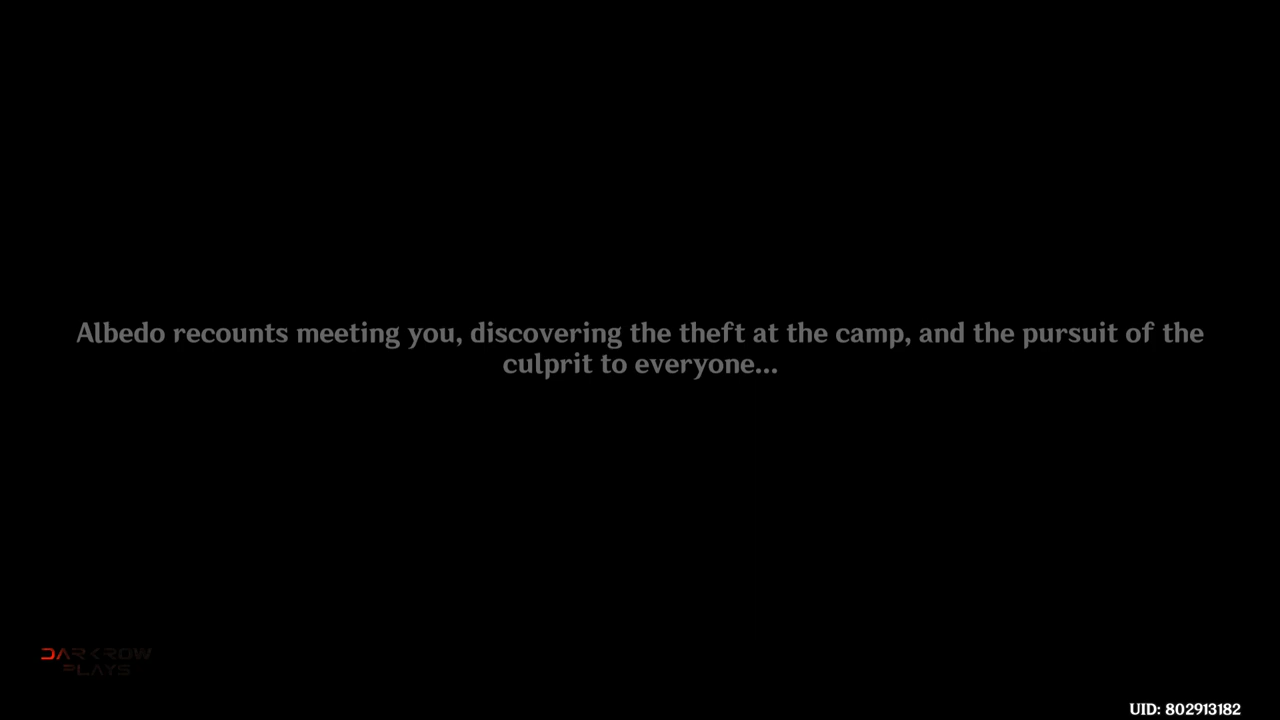 Albedo recounts meeting you, discovering the theft at the camp, and the pursuit of the
culprit to everyone...
DARKROW
PLAYS
UID: 802913182